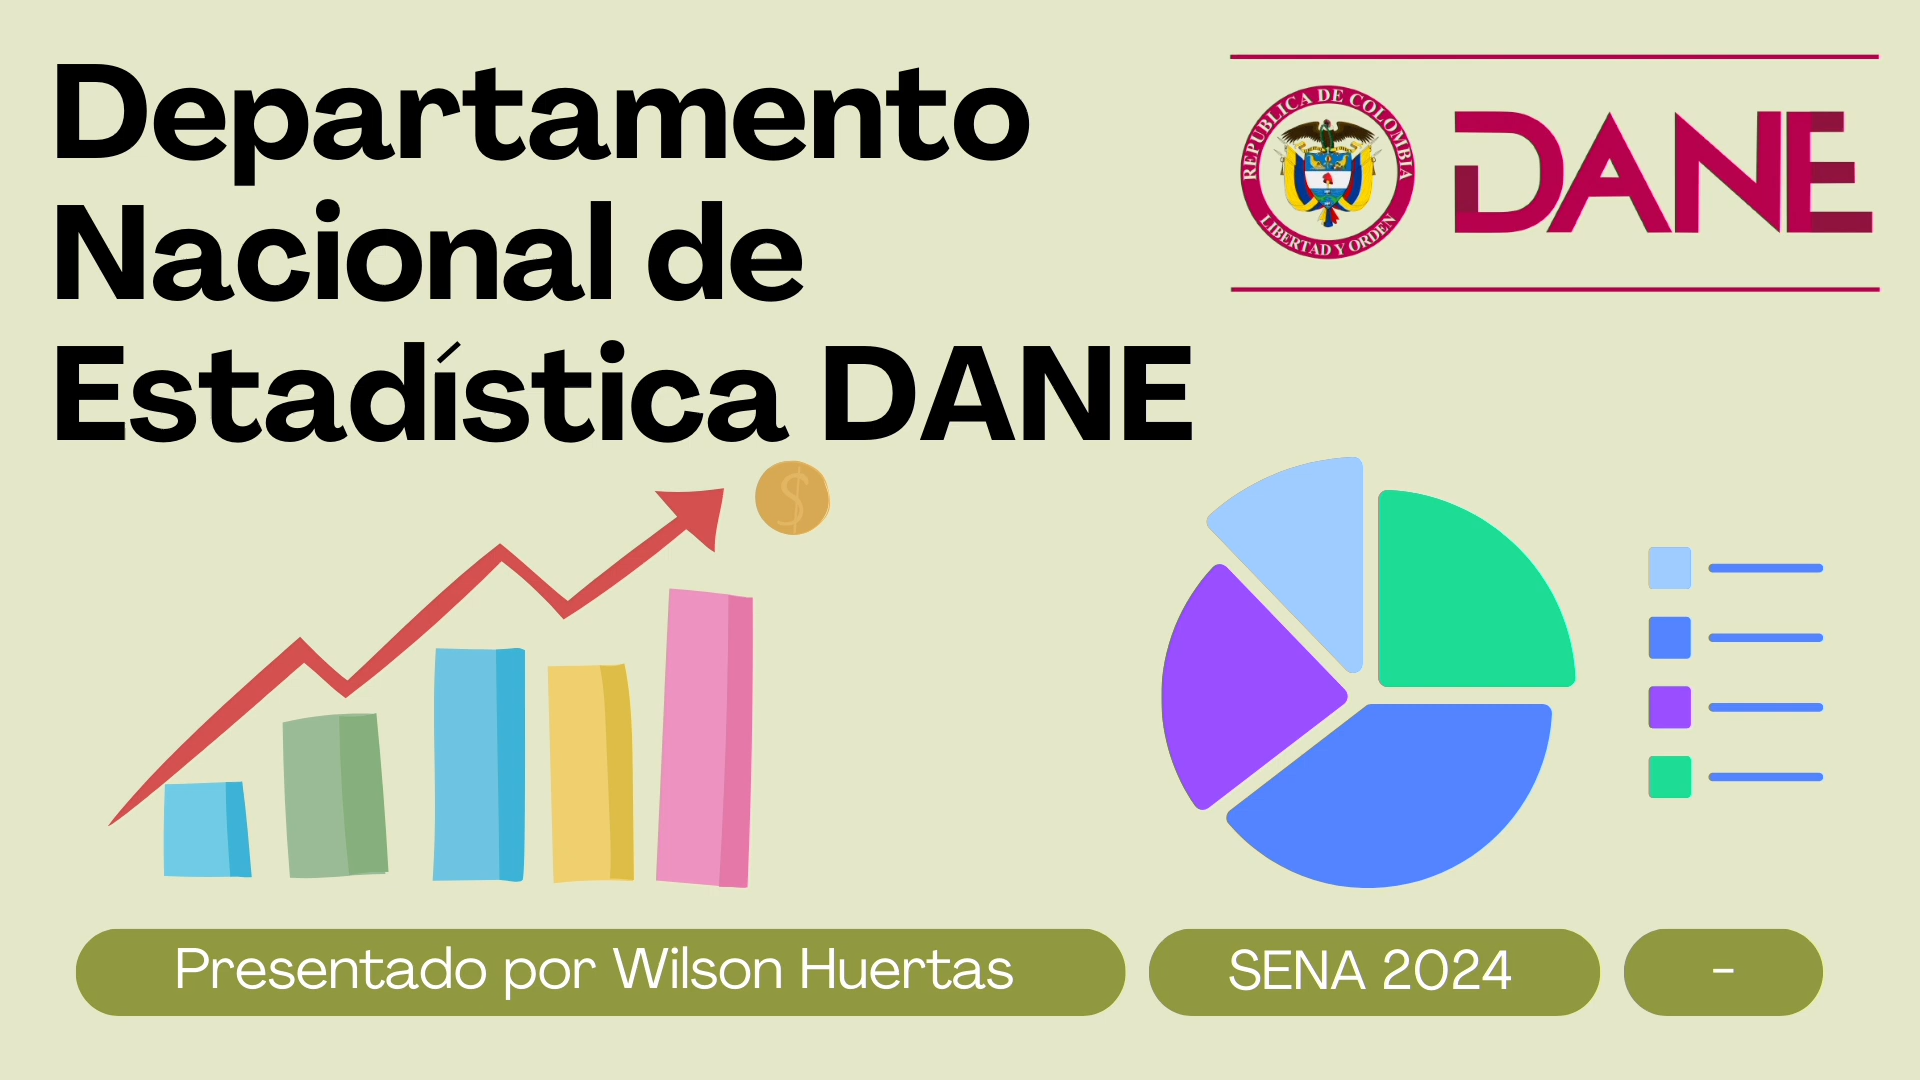 Departamento
Nacional de
Estadística DANE
REPUBLICA DE COLOMBIA
LIBERTAD Y ORDEN
DANE
$
Presentado por Wilson Huertas
SENA 2024
-